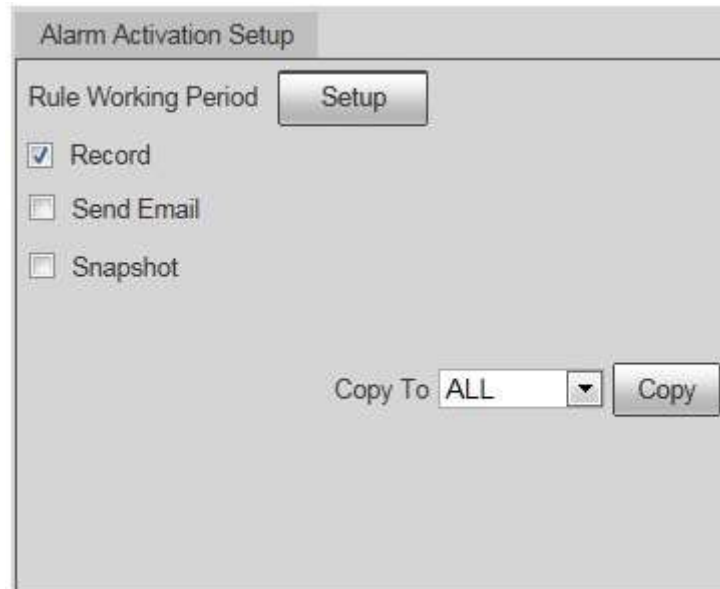 Alarm Activation Setup
Rule Working Period Setup
Record
Send Email
Snapshot
Copy To ALL Copy